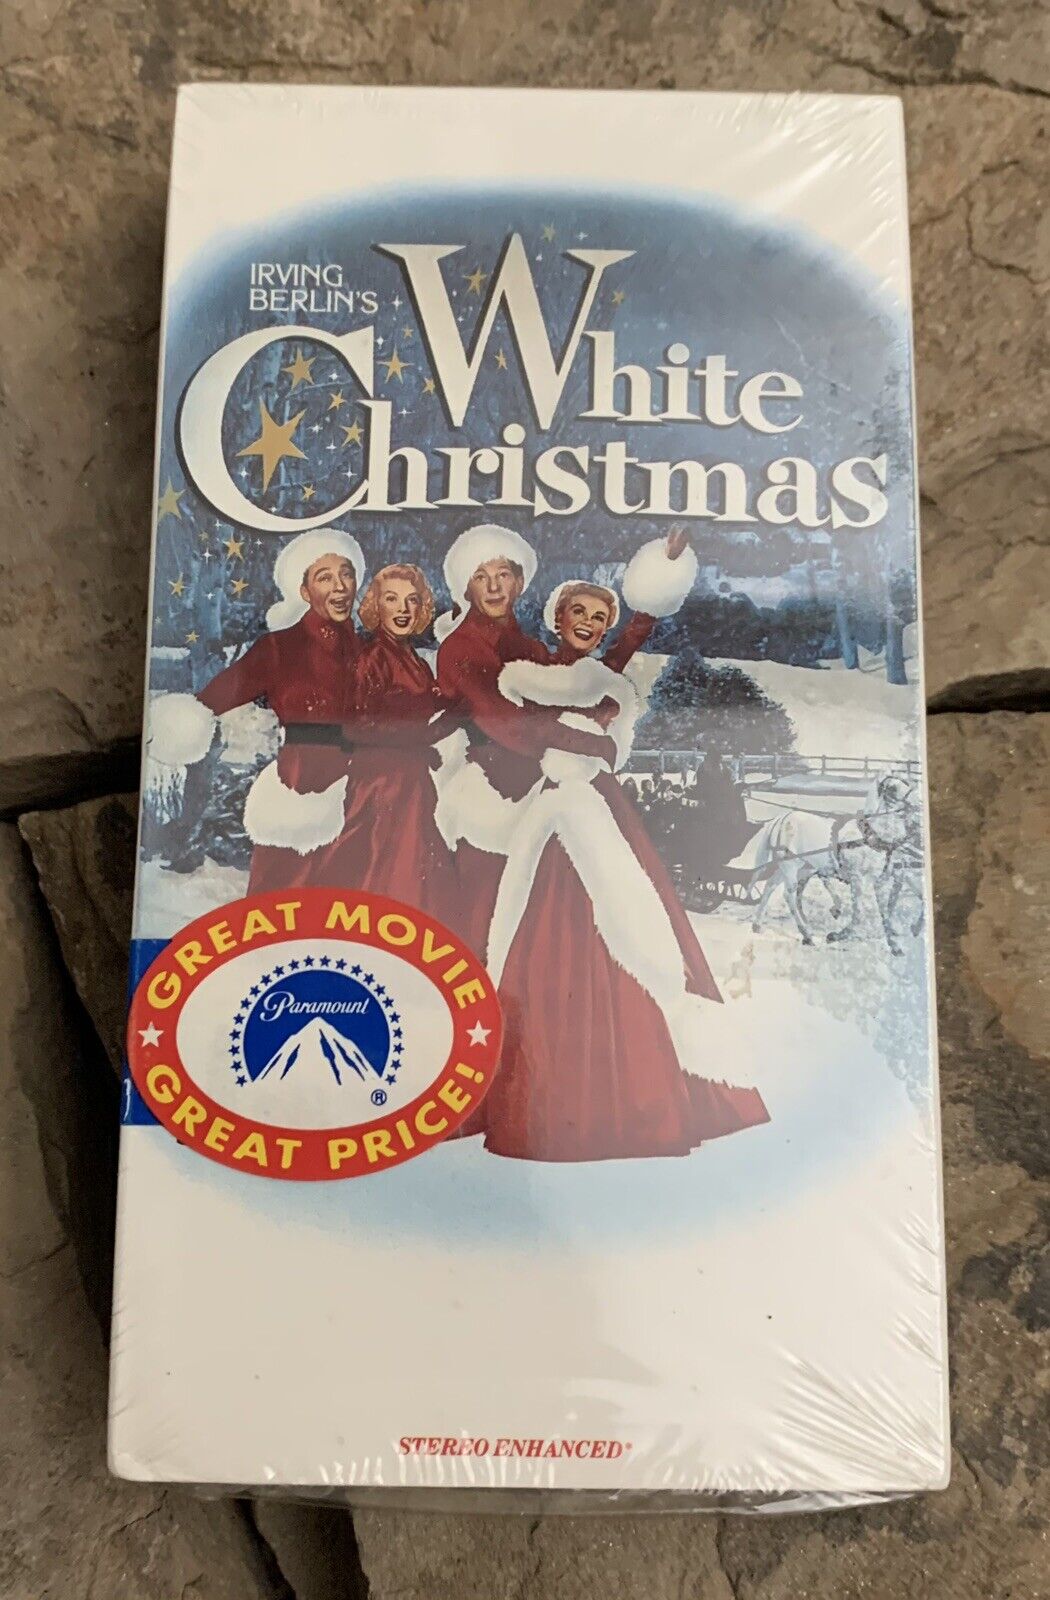 IRVING
BERLIN'S
White
Christmas
GREAT MOVIE
Paramount
®
GREAT PRICE!
STEREO ENHANCED*